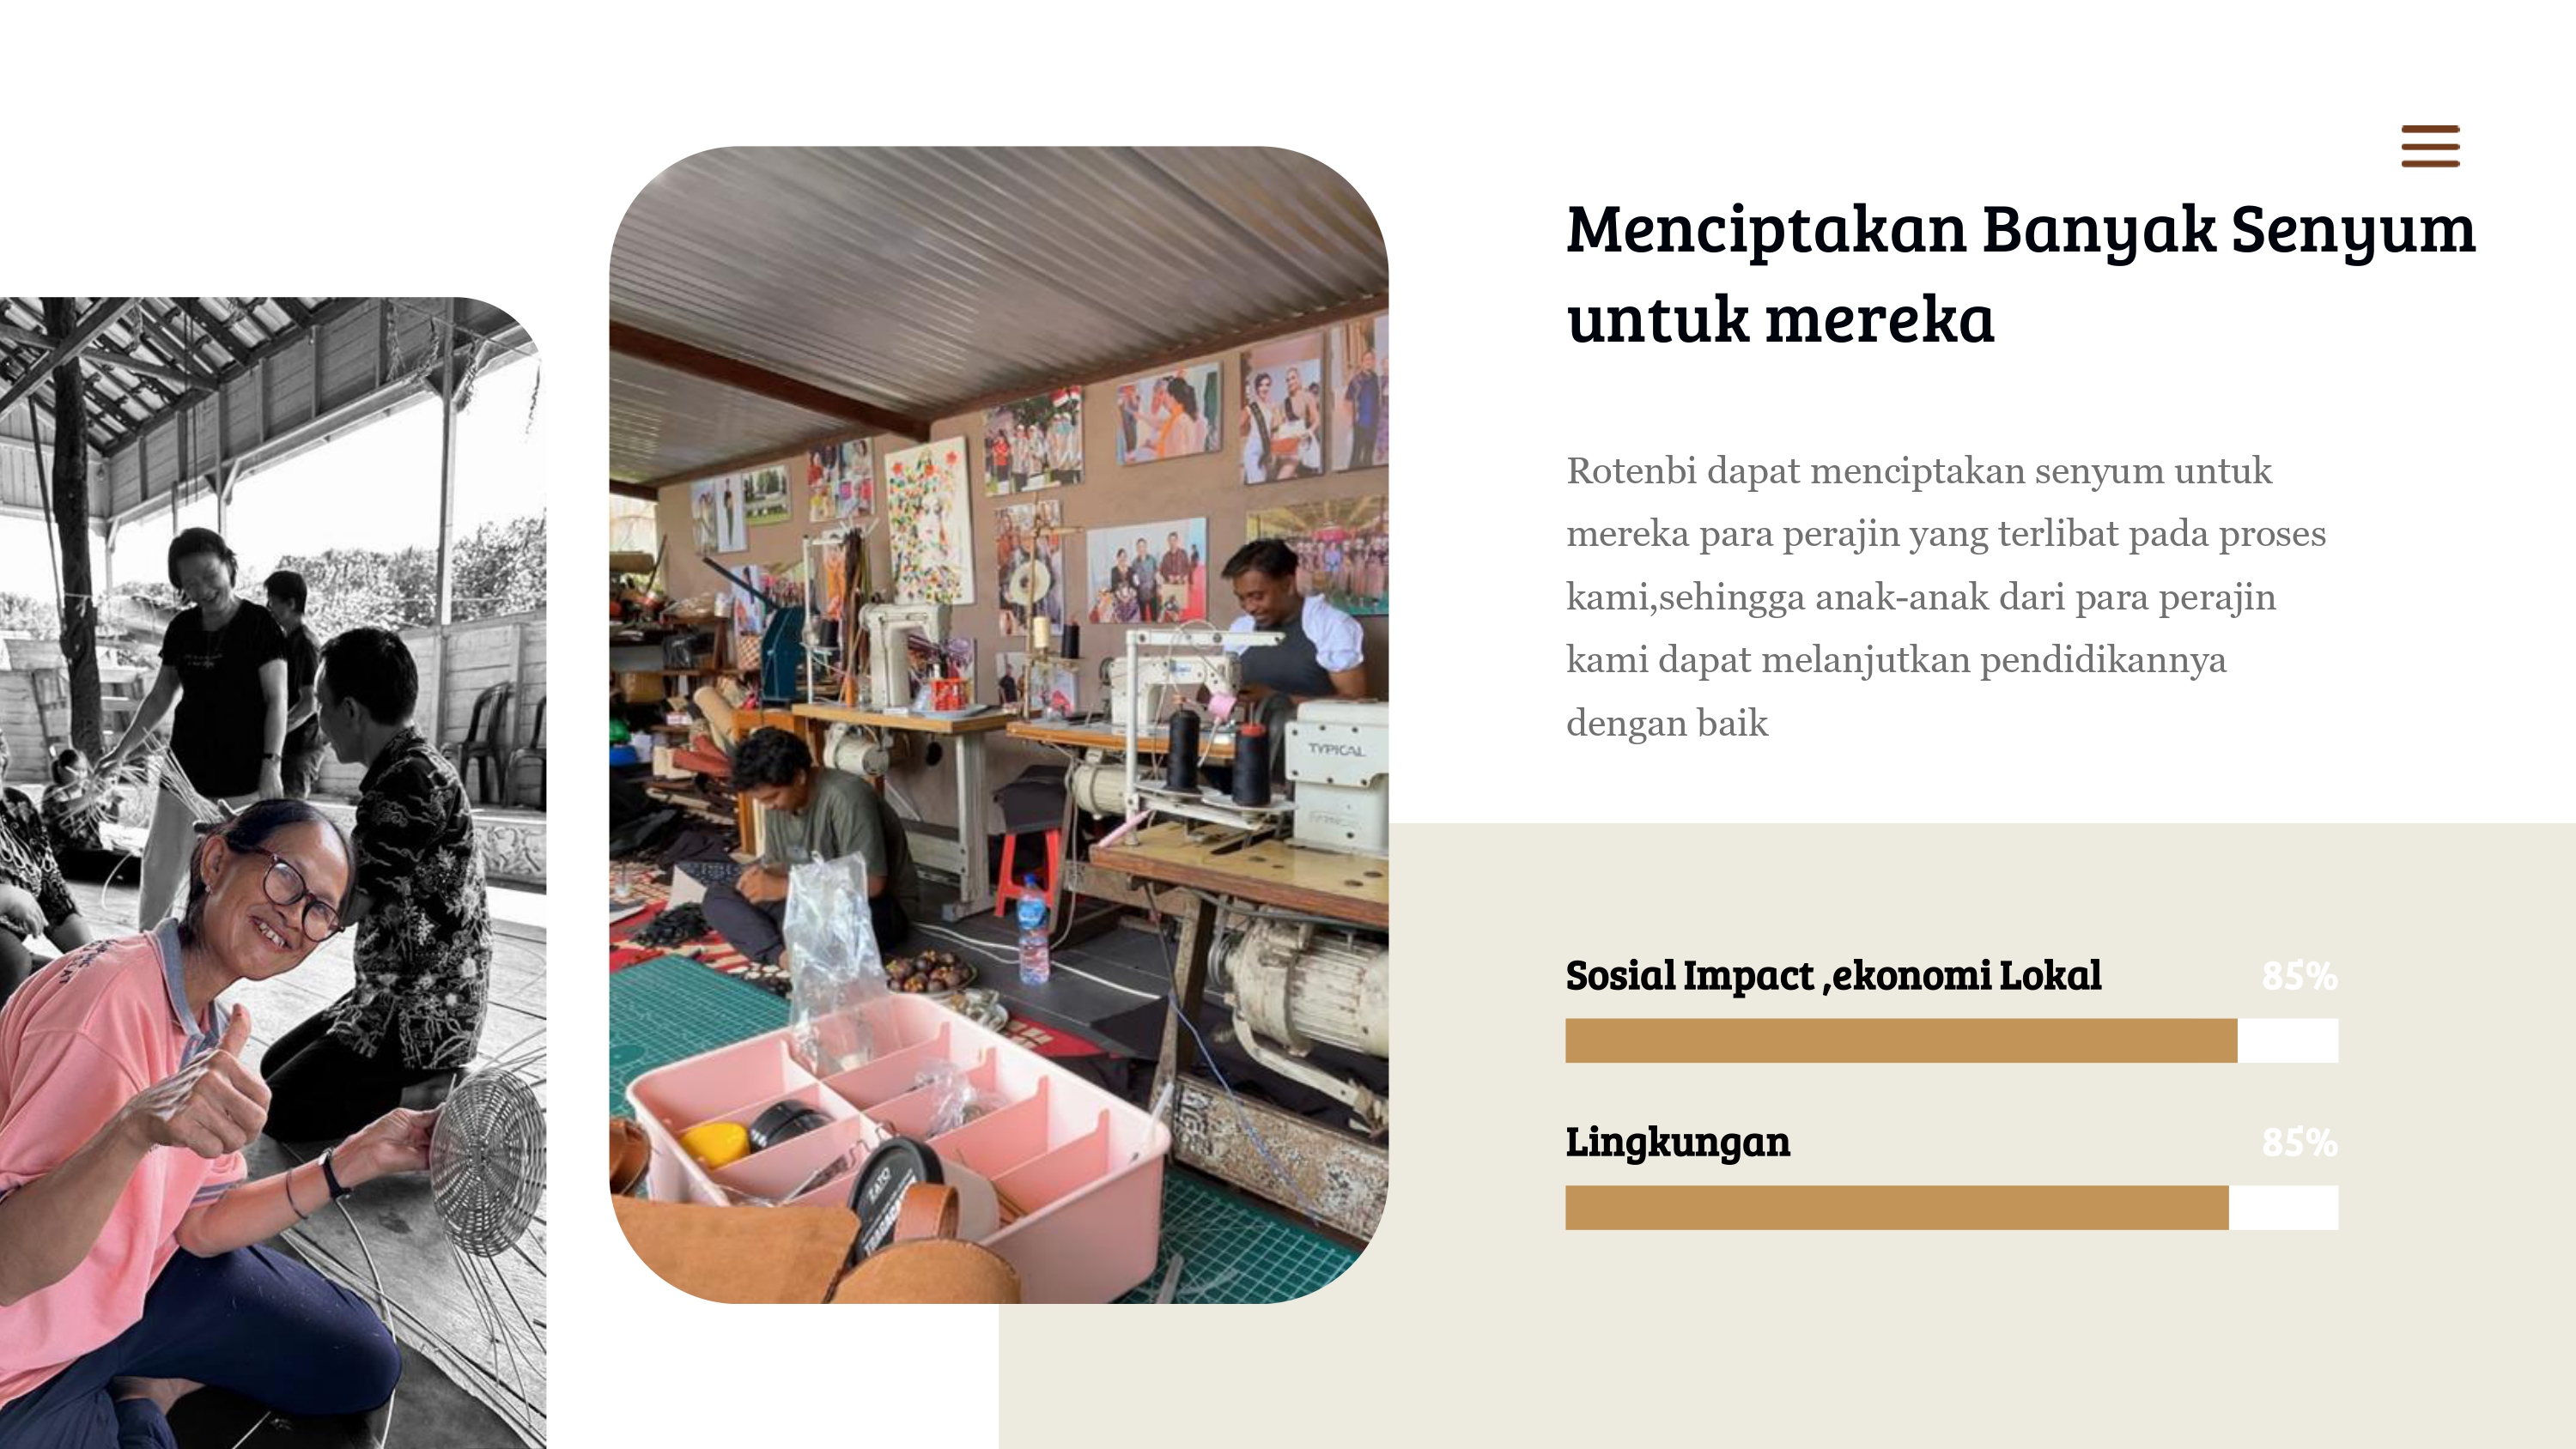 Menciptakan Banyak Senyum
untuk mereka
Rotenbi dapat menciptakan senyum untuk
mereka para perajin yang terlibat pada proses
kami,sehingga anak-anak dari para perajin
kami dapat melanjutkan pendidikannya
dengan baik
Sosial Impact ,ekonomi Lokal
85%
Lingkungan
85%
TYPICAL